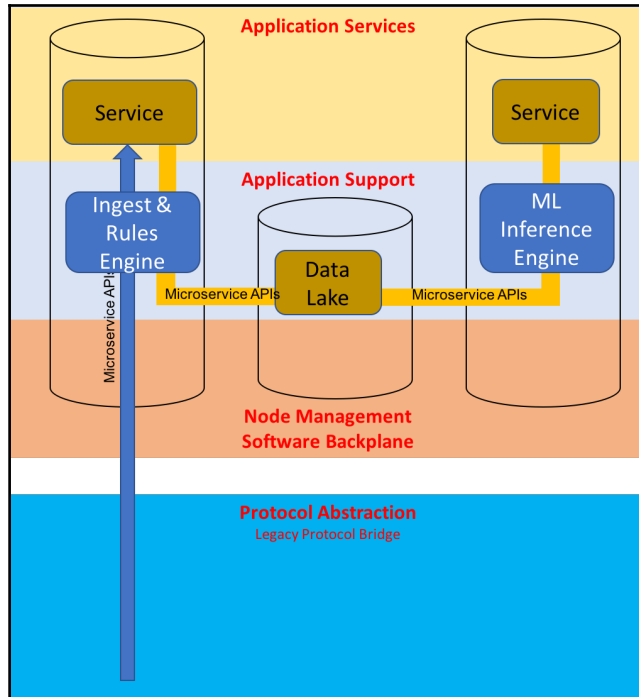 Application Services
Service
Service
Application Support
Ingest &
Rules
Engine
ML
Inference
Engine
Data
Lake
Microservice APIs
Microservice APIs
Microservice APIs
Node Management
Software Backplane
Protocol Abstraction
Legacy Protocol Bridge